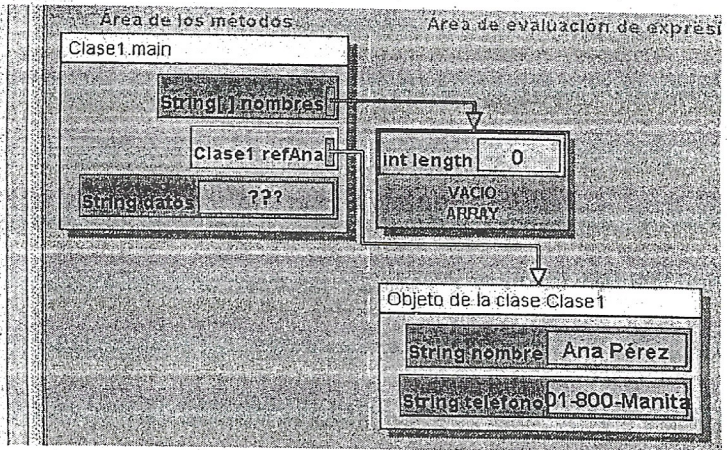 Área de los métodos
Área de evaluación de expresi
Clase1.main
String[ ] nombres
Clase1 refAna
int length 0
String datos ???
VACIO
ARRAY
Objeto de la clase Clase1
String nombre Ana Pérez
String teléfono 01-800-Manita